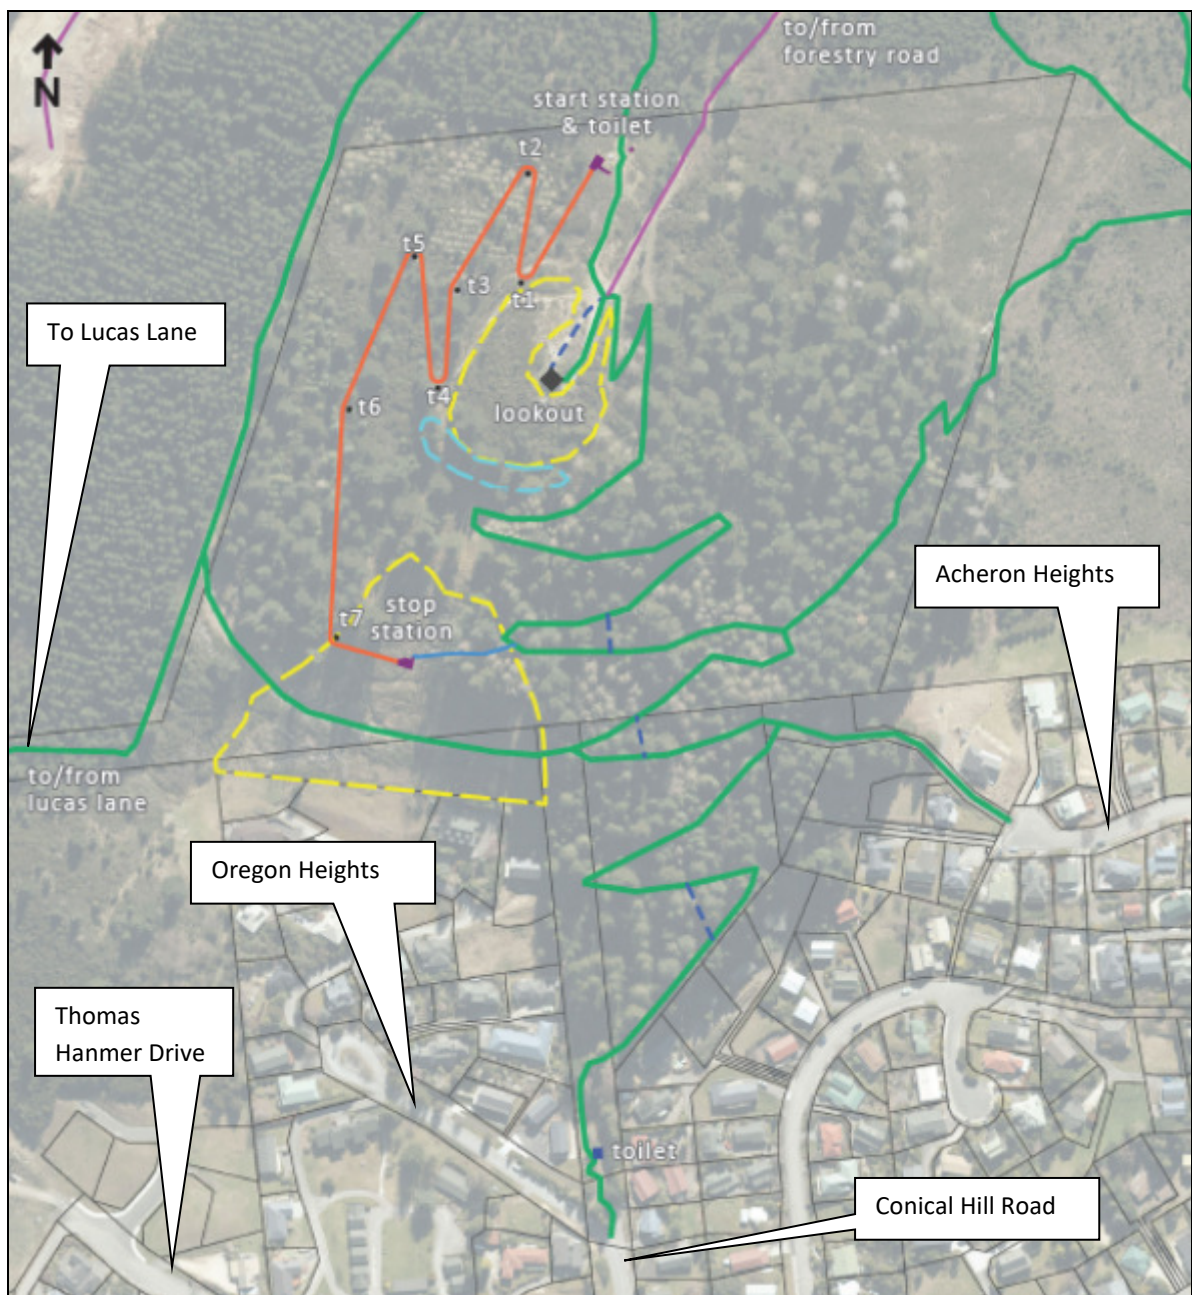 to/from
forestry road
N
start station
& toilet
t2
t5
t3
t1
To Lucas Lane
t4
t6
lookout
Acheron Heights
stop
station
t7
to/from
lucas lane
Oregon Heights
Thomas
Hanmer Drive
toilet
Conical Hill Road